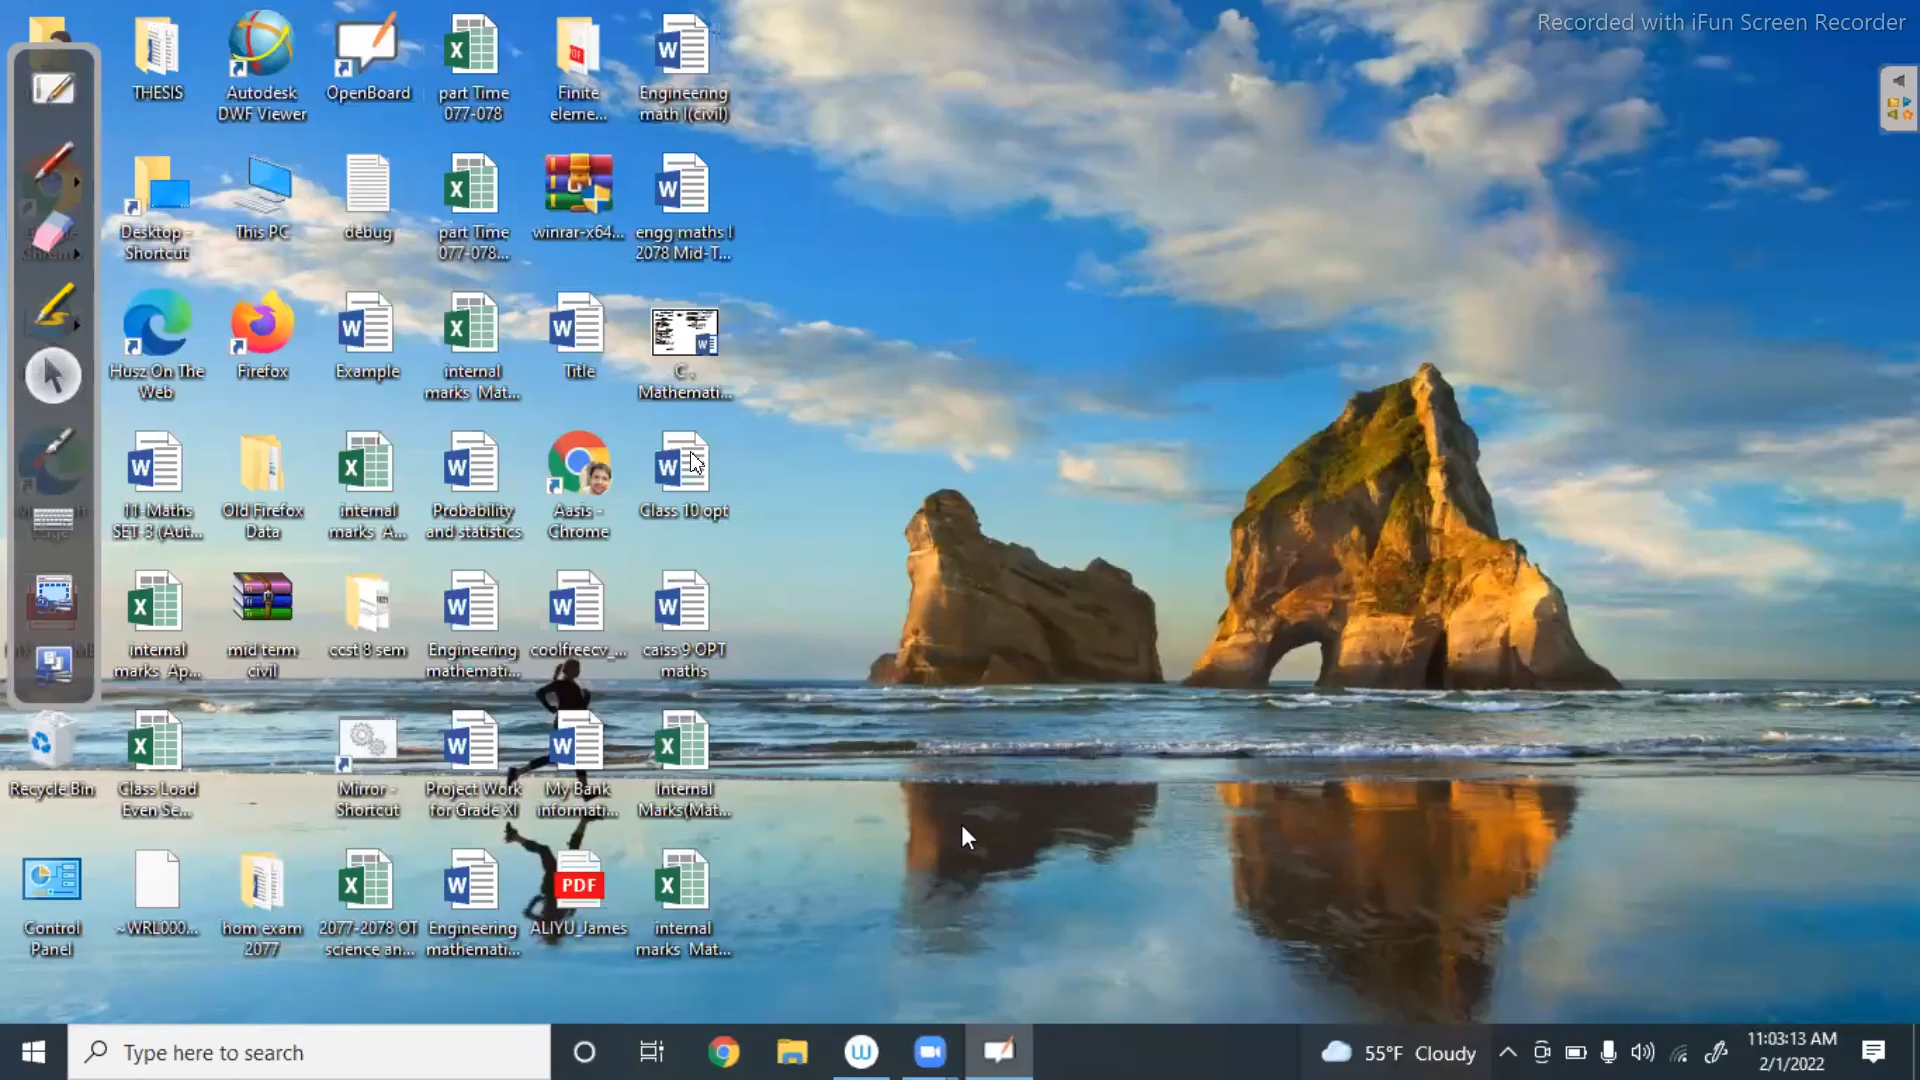 Recorded with iFun Screen Recorder
THESIS
Autodesk
DWF Viewer
OpenBoard
part Time
077-078
Finite
eleme...
Engineering
math I(civil)
Desktop -
Shortcut
This PC
debug
part Time
077-078...
winrar-x64...
engg maths I
2078 Mid-T...
Husz On The
Web
Firefox
Example
internal
marks Mat...
Title
C .
Mathemati...
11-Maths
SET-3 (Aut...
Old Firefox
Data
internal
marks A...
Probability
and statistics
Aasis -
Chrome
Class 10 opt
internal
marks Ap...
mid term
civil
ccst 8 sem
Engineering
mathemati...
coolfreecv_...
caiss 9 OPT
maths
Recycle Bin
Class Load
Even Se...
Mirror -
Shortcut
Project Work
for Grade XI
My Bank
informati...
Internal
Marks(Mat...
Control
Panel
~WRL000...
hom exam
2077
2077-2078 OT
science an...
Engineering
mathemati...
PDF
ALIYU_James
internal
marks Mat...
Type here to search
55°F Cloudy
11:03:13 AM
2/1/2022